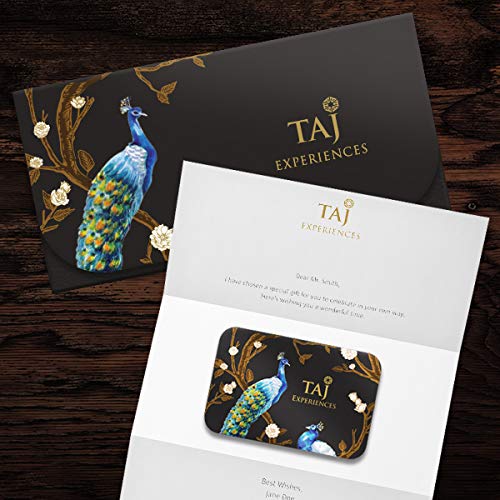 TAJ
EXPERIENCES
TAJ
EXPERIENCES
Dear Mr. Smith,
I have chosen a special gift for you to celebrate in your own way.
Here's wishing you a wonderful time.
TAJ
EXPERIENCES
Best Wishes,
Jane Doe